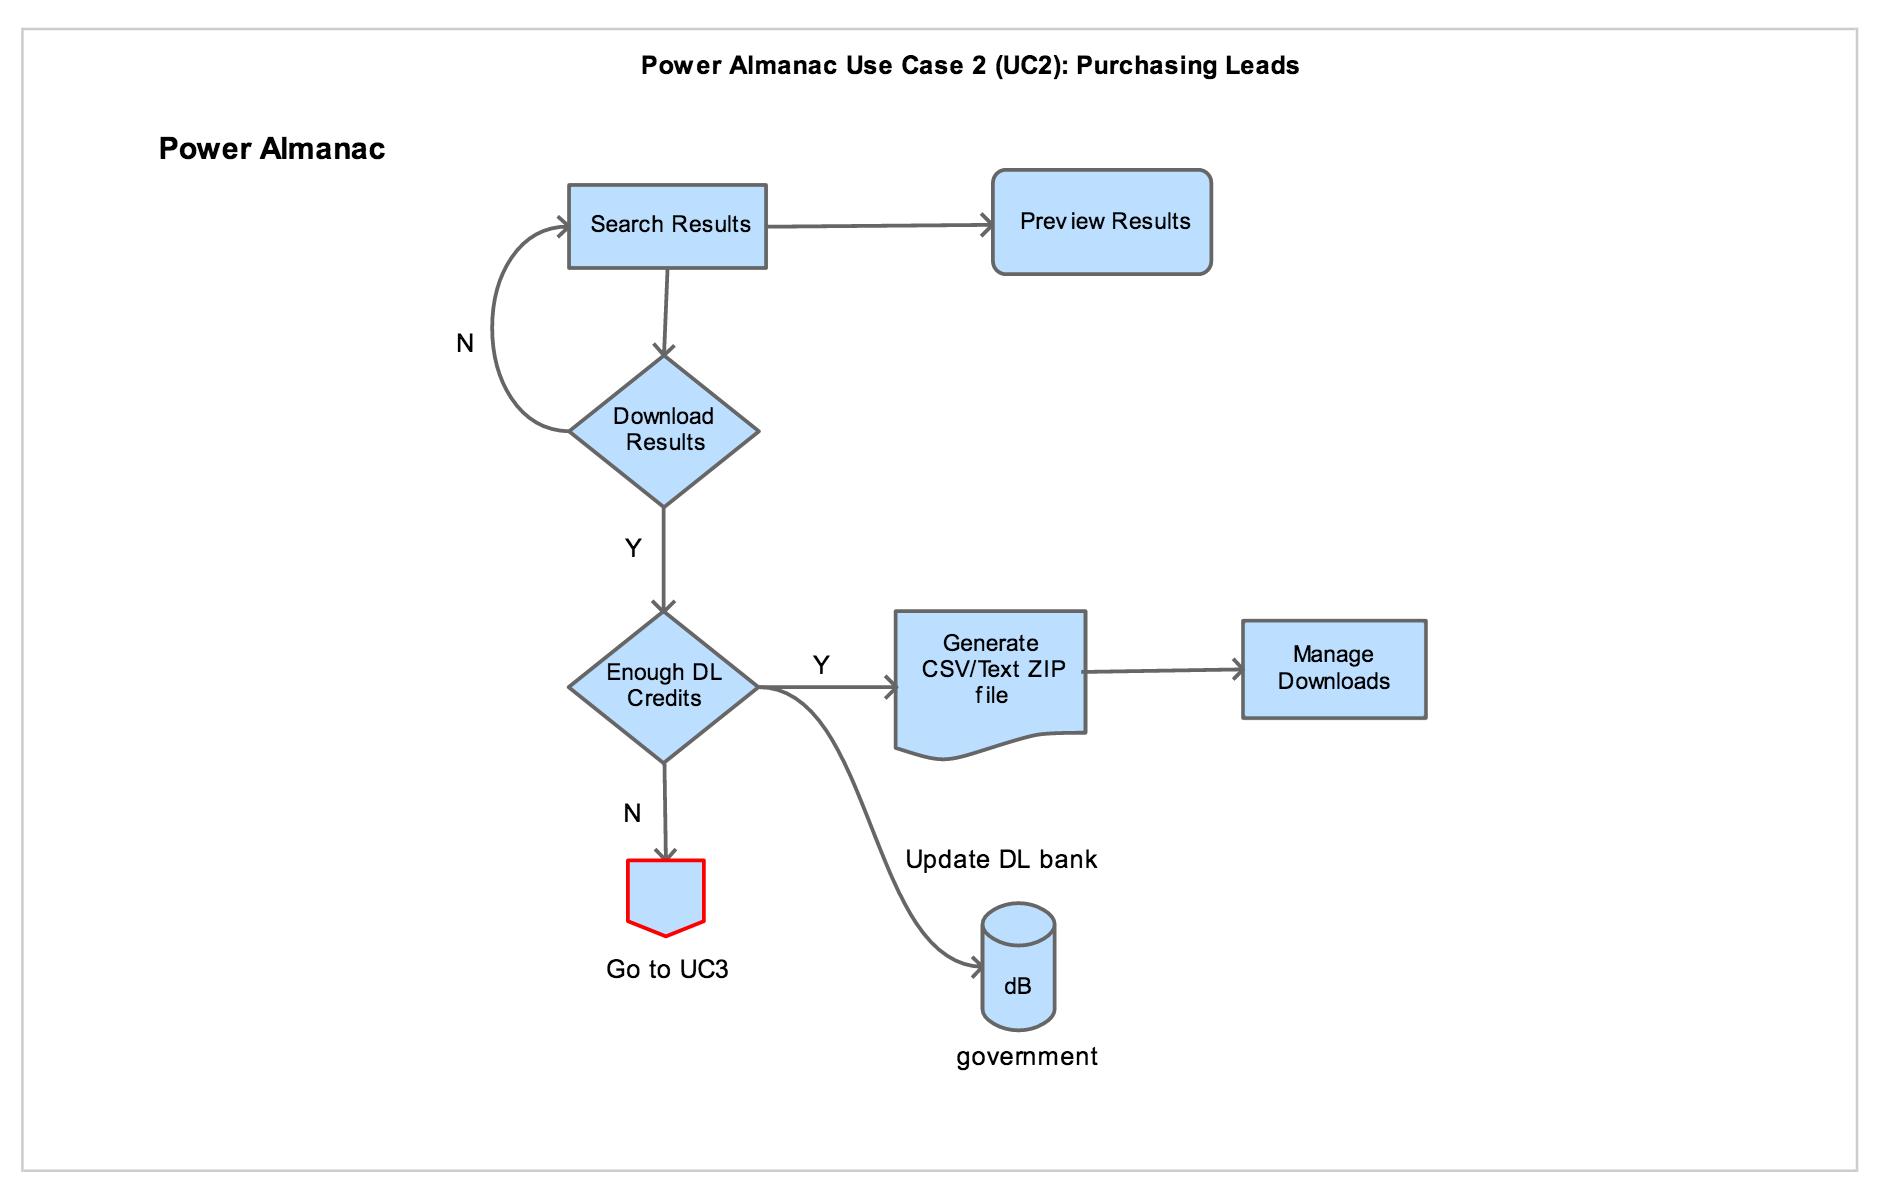 Power Almanac Use Case 2 (UC2): Purchasing Leads
Power Almanac
Search Results
Preview Results
N
Download
Results
Y
Enough DL
Credits
Y
Generate
CSV/Text ZIP
file
Manage
Downloads
N
Update DL bank
Go to UC3
dB
government